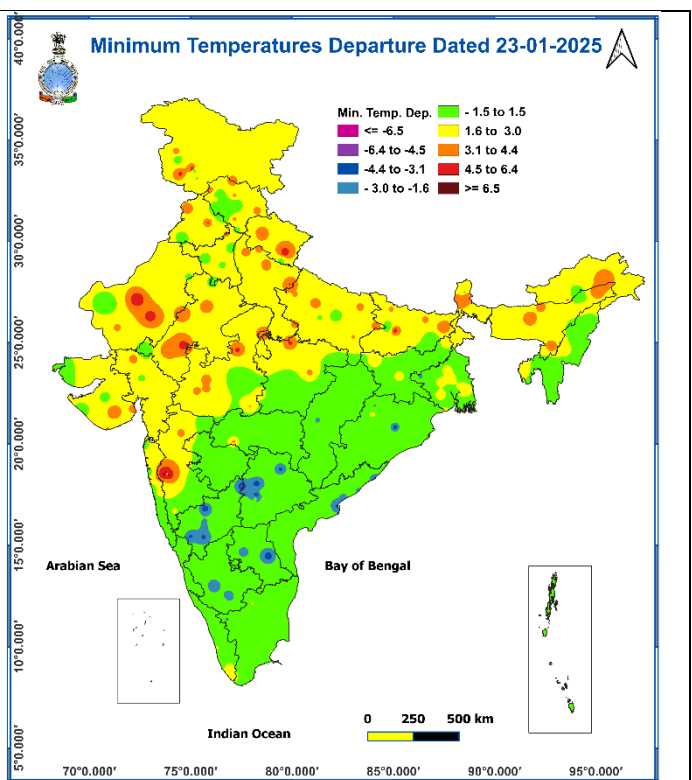 Minimum Temperatures Departure Dated 23-01-2025
Min. Temp. Dep.
<= -6.5
-6.4 to -4.5
-4.4 to -3.1
- 3.0 to -1.6
- 1.5 to 1.5
1.6 to 3.0
3.1 to 4.4
4.5 to 6.4
>= 6.5
40°0.000'
35°0.000'
30°0.000'
25°0.000'
20°0.000'
15°0.000'
10°0.000'
5°0.000'
Arabian Sea
Bay of Bengal
Indian Ocean
0 250 500 km
70°0.000' 75°0.000' 80°0.000' 85°0.000' 90°0.000' 95°0.000'